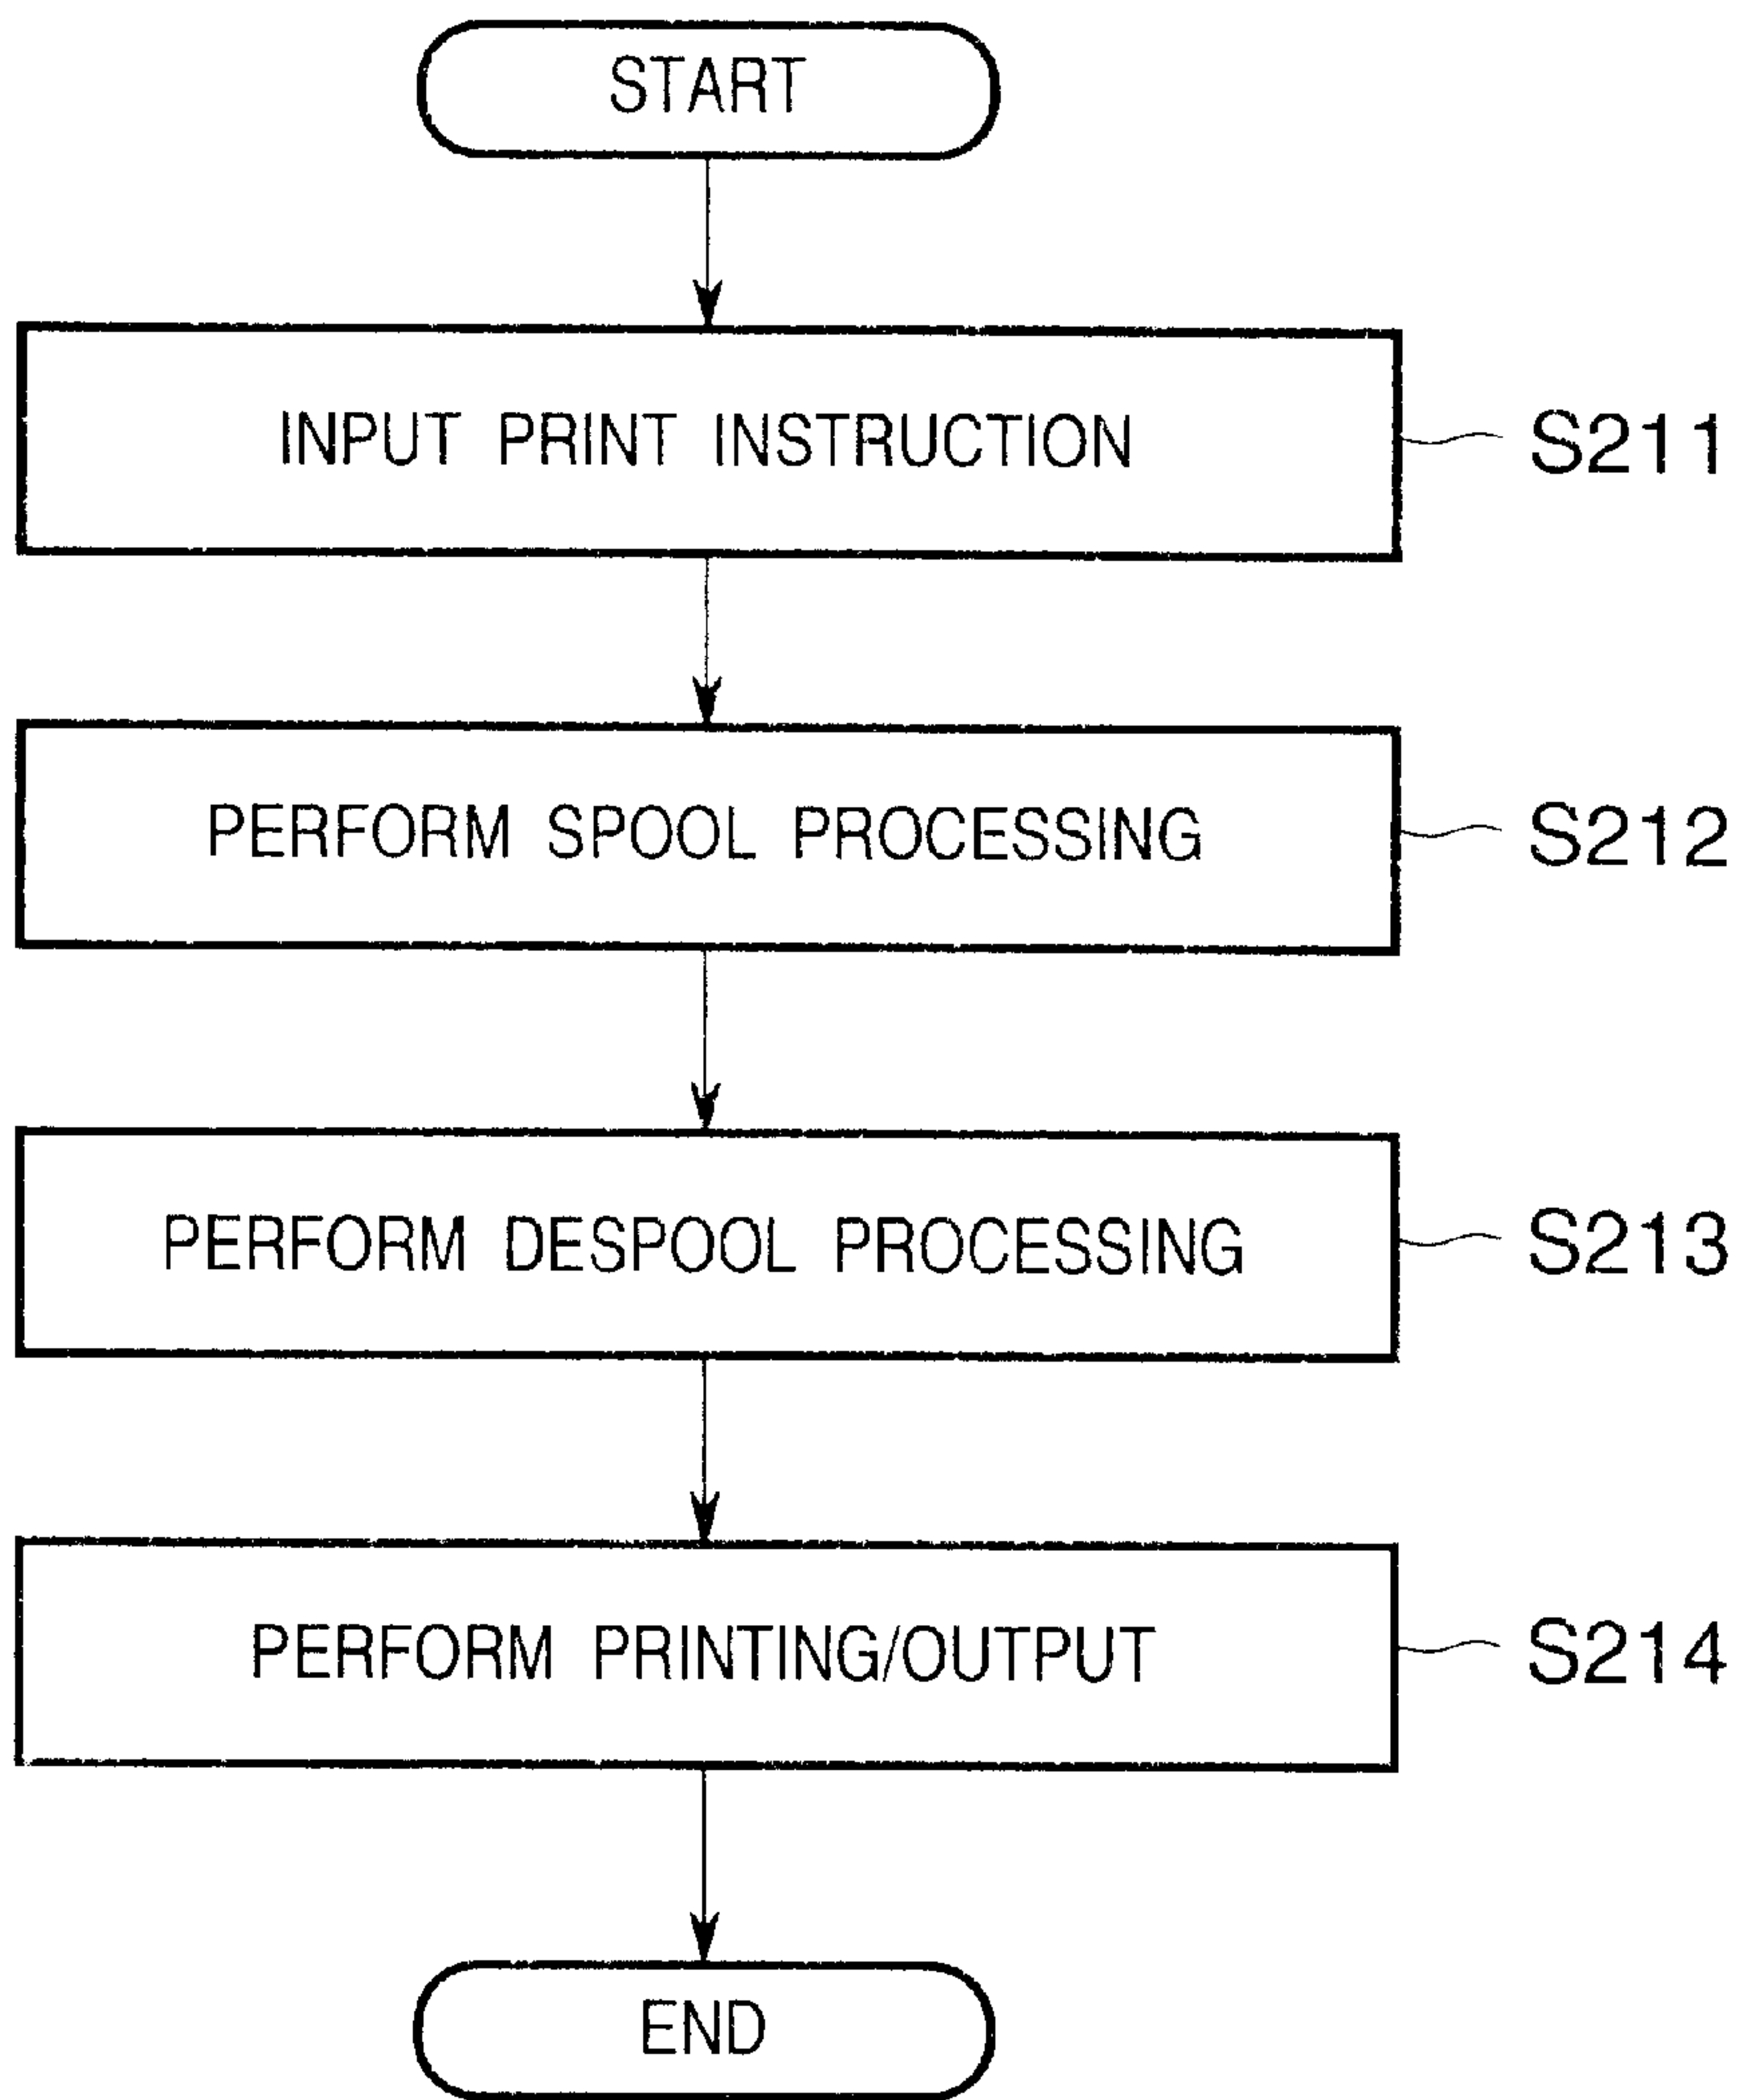 START
INPUT PRINT INSTRUCTION S211
PERFORM SPOOL PROCESSING S212
PERFORM DESPOOL PROCESSING S213
PERFORM PRINTING/OUTPUT S214
END